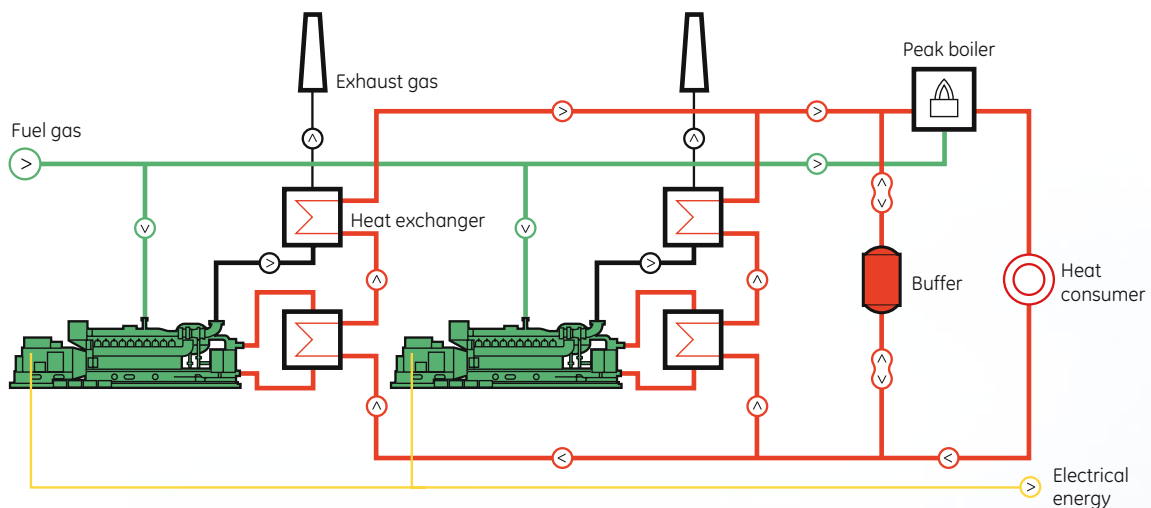 Peak boiler
Exhaust gas
Fuel gas
Heat exchanger
Buffer
Heat
consumer
Electrical
energy